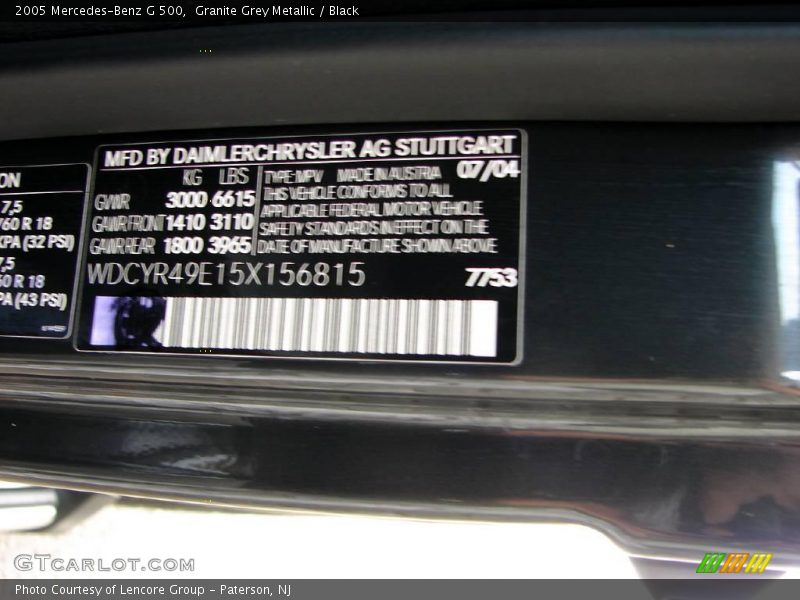 2005 Mercedes-Benz G 500,  Granite Grey Metallic / Black
ON
7,5
/60 R 18
KPA (32 PSI)
7,5
60 R 18
PA (43 PSI)
MFD BY DAIMLERCHRYSLER AG STUTTGART
KG LBS
GVWR 3000 6615
GAWR FRONT 1410 3110
GAWR REAR 1800 3965
TYPE: MPV MADE IN AUSTRIA 07/04
THIS VEHICLE CONFORMS TO ALL
APPLICABLE FEDERAL MOTOR VEHICLE
SAFETY STANDARDS IN EFFECT ON THE
DATE OF MANUFACTURE SHOWN ABOVE
WDCYR49E15X156815 7753
GTCARLOT.COM
Photo Courtesy of Lencore Group - Paterson, NJ